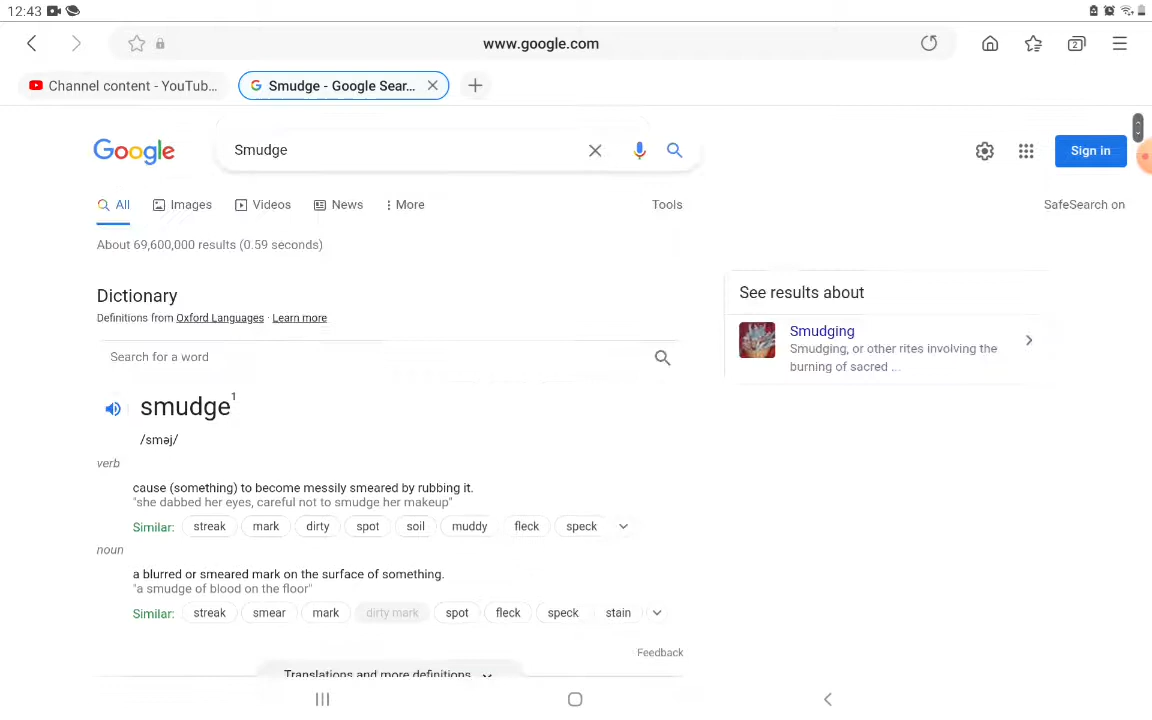 12:43
www.google.com
2
Channel content - YouTub...
Smudge - Google Sear...
Google
Smudge
Sign in
All
Images
Videos
News
More
Tools
SafeSearch on
About 69,600,000 results (0.59 seconds)
Dictionary
Definitions from Oxford Languages · Learn more
Search for a word
See results about
Smudging
Smudging, or other rites involving the
burning of sacred ...
smudge1
/sməj/
verb
cause (something) to become messily smeared by rubbing it.
"she dabbed her eyes, careful not to smudge her makeup"
Similar: streak mark dirty spot soil muddy fleck speck
noun
a blurred or smeared mark on the surface of something.
"a smudge of blood on the floor"
Similar: streak smear mark dirty mark spot fleck speck stain
Feedback
Translations and more definitions